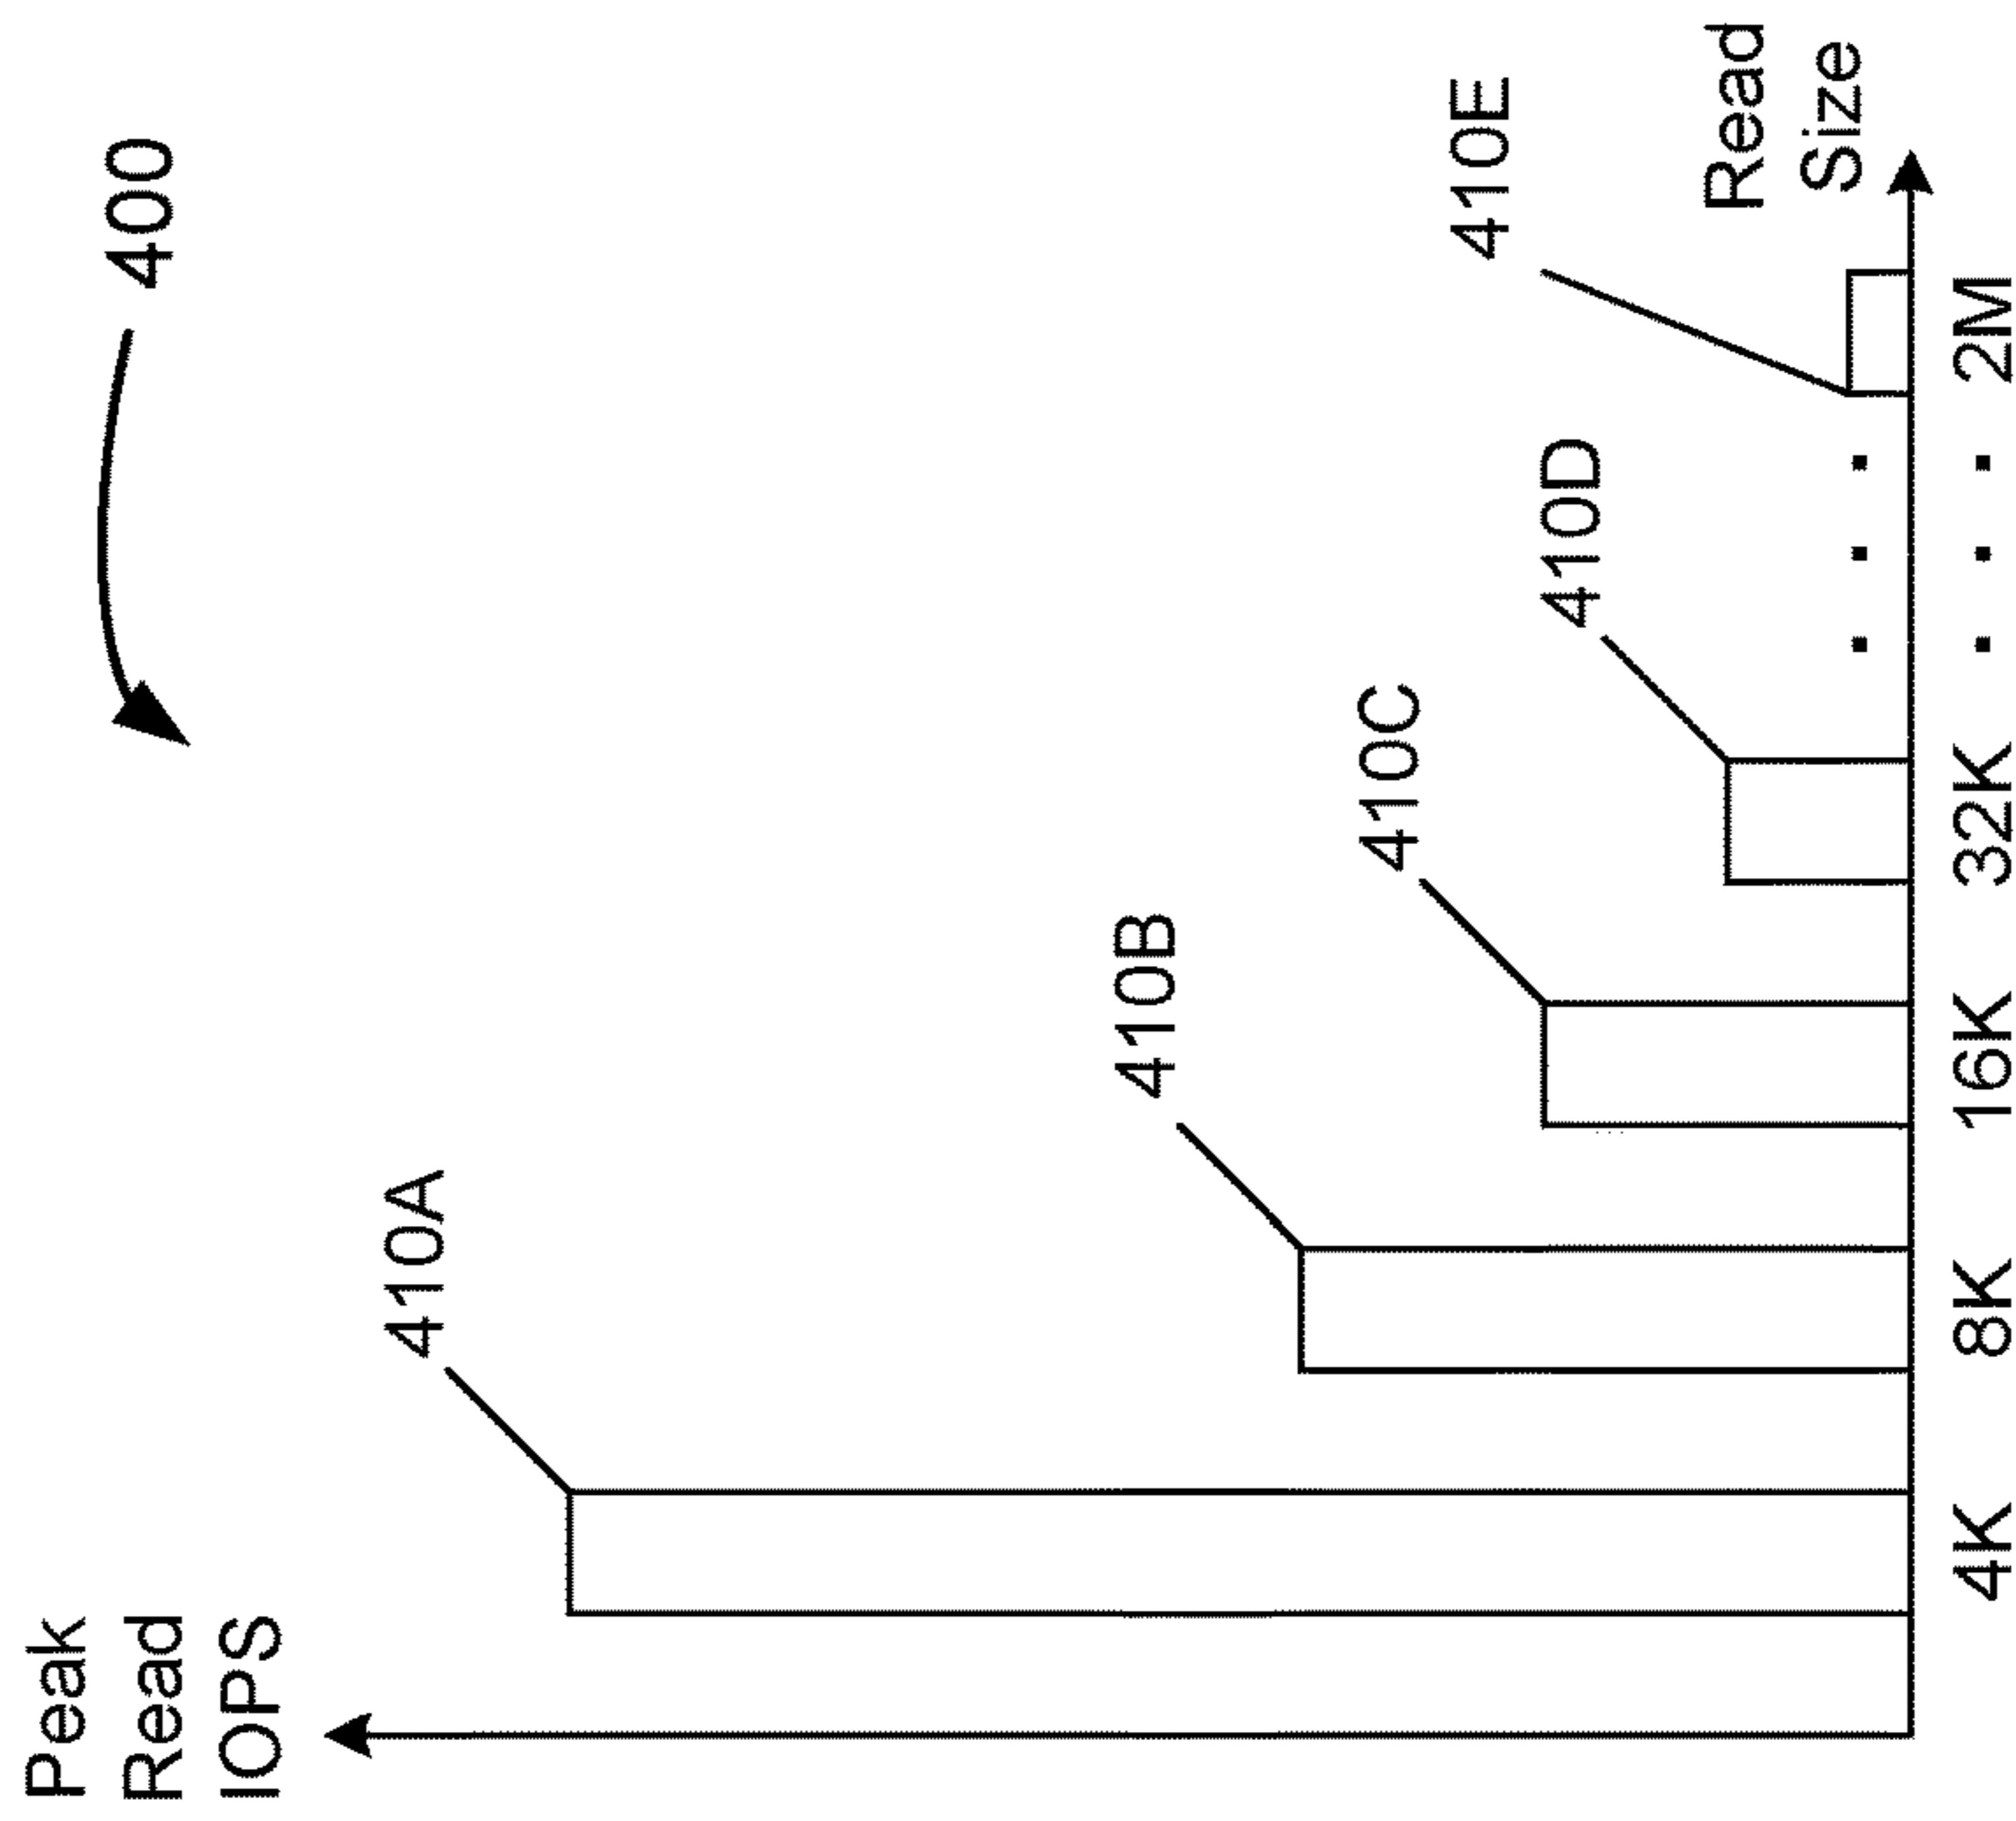 400
Peak
Read
IOPS
410A
410B
410C
410D
410E
Read
Size
4K
8K
16K
32K
. . .
2M